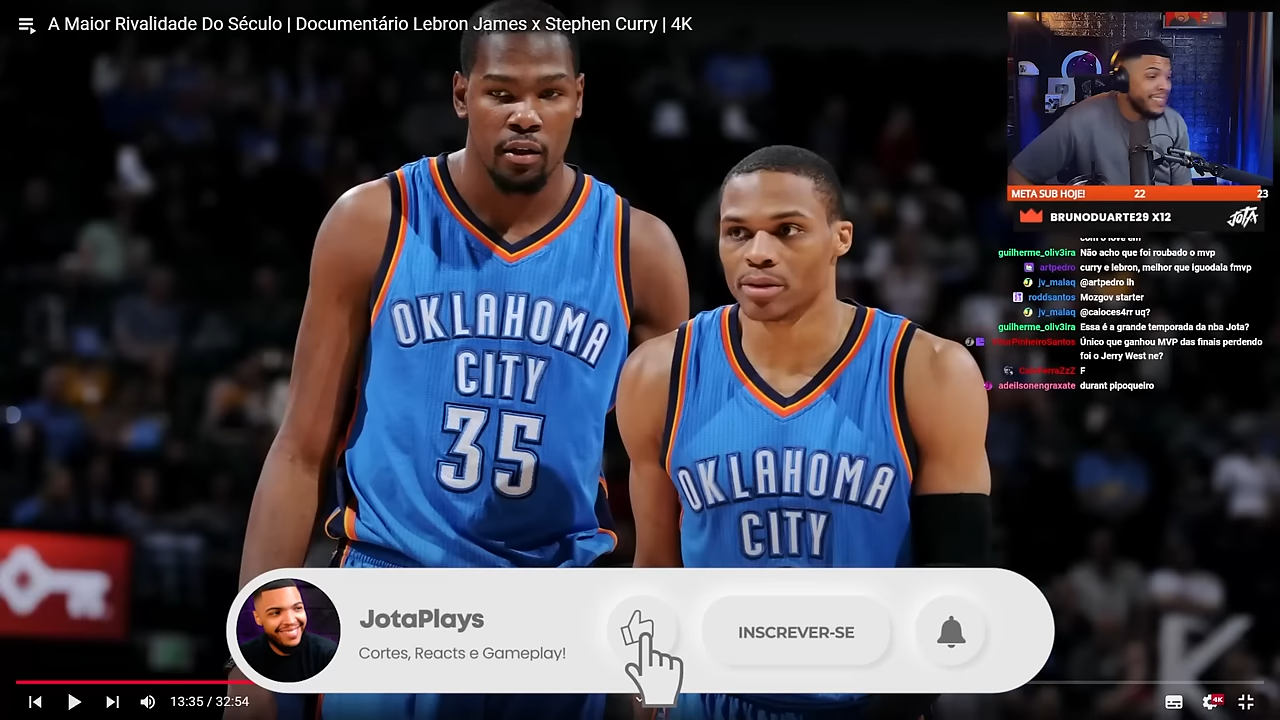 A Maior Rivalidade Do Século | Documentário Lebron James x Stephen Curry | 4K
META SUB HOJE! 22 23
BRUNODUARTE29 X12
JOTA
guilherme_oliv3ira Não acho que foi roubado o mvp
artpedro curry e lebron, melhor que iguodala fmvp
jv_malaq @artpedro ih
roddsantos Mozgov starter
jv_malaq @caloces4rr uq?
guilherme_oliv3ira Essa é a grande temporada da nba Jota?
Único que ganhou MVP das finais perdendo
foi o Jerry West ne?
F
adeilsonengraxate durant pipoqueiro
OKLAHOMA
CITY
35
OKLAHOMA
CITY
JotaPlays
Cortes, Reacts e Gameplay!
INSCREVER-SE
13:35 / 32:54
4K